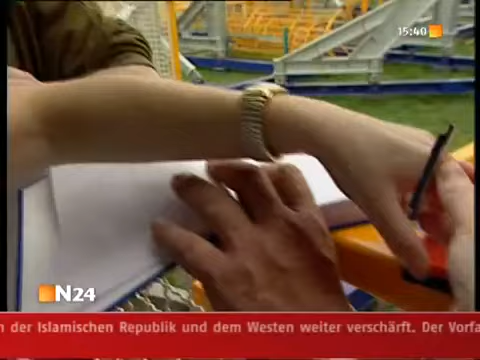 15:40
N24
n der Islamischen Republik und dem Westen weiter verschärft. Der Vorfa